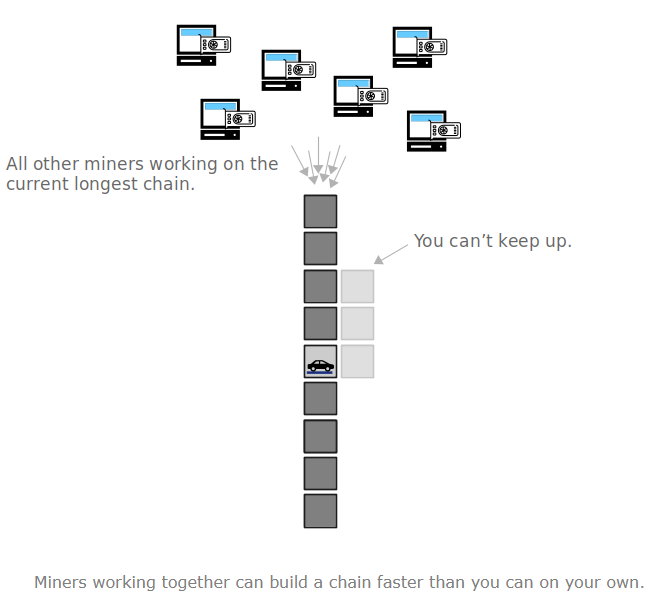 All other miners working on the
current longest chain.
You can’t keep up.
Miners working together can build a chain faster than you can on your own.